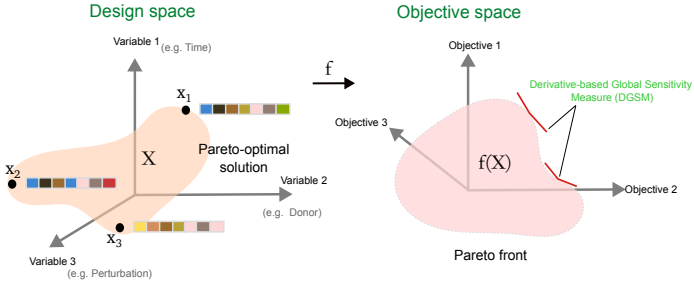 Design space
Variable 1
(e.g. Time)
x1
X
Pareto-optimal
solution
x2
Variable 2
(e.g. Donor)
x3
Variable 3
(e.g. Perturbation)
f
Objective space
Objective 1
Derivative-based Global Sensitivity
Measure (DGSM)
Objective 3
f(X)
Objective 2
Pareto front